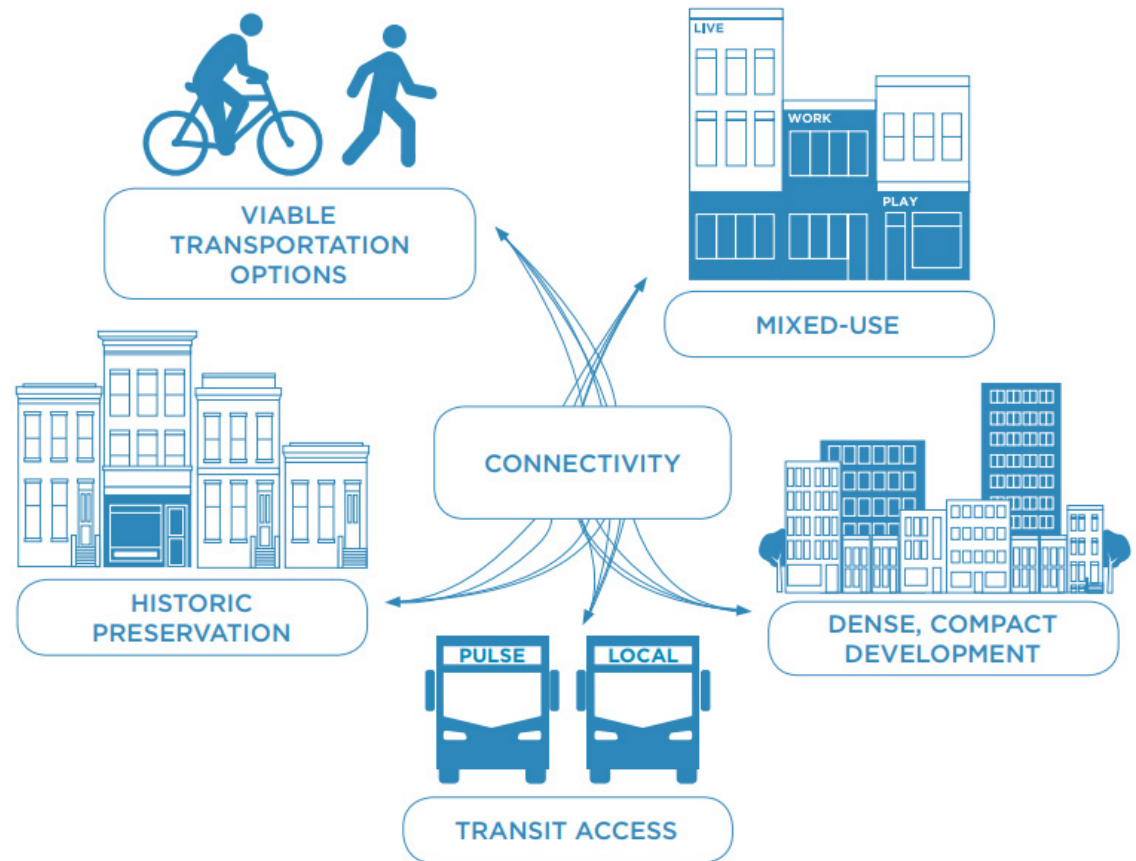 LIVE
WORK
PLAY
VIABLE
TRANSPORTATION
OPTIONS
MIXED-USE
CONNECTIVITY
HISTORIC
PRESERVATION
DENSE, COMPACT
DEVELOPMENT
PULSE
LOCAL
TRANSIT ACCESS